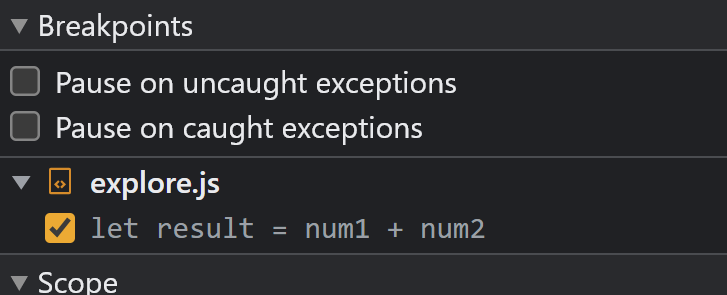 Breakpoints
Pause on uncaught exceptions
Pause on caught exceptions
explore.js
let result = num1 + num2
Scope